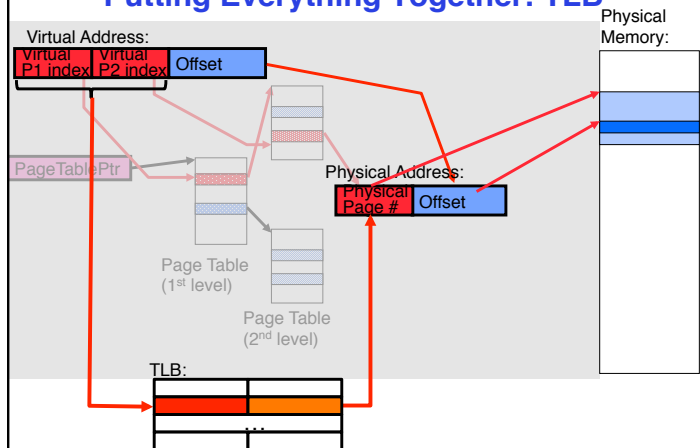 Putting Everything Together: TLB
Physical
Memory:
Virtual Address:
Virtual
P1 index
Virtual
P2 index
Offset
PageTablePtr
Physical Address:
Physical
Page #
Offset
Page Table
(1st level)
Page Table
(2nd level)
TLB:
...